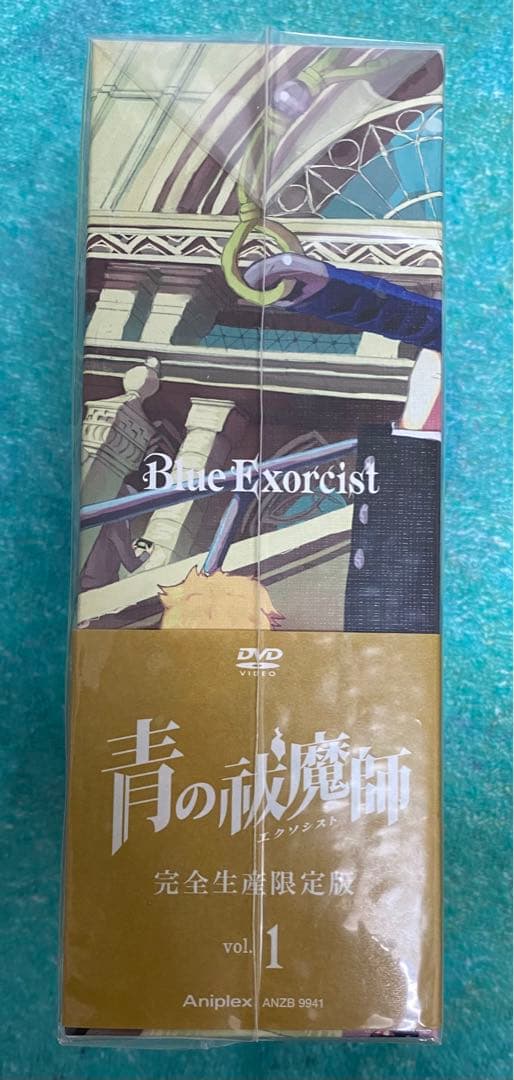 Blue Exorcist
DVD
VIDEO
青の祓魔師
エクソシスト
完全生産限定版
vol. 1
Aniplex ANZB 9941